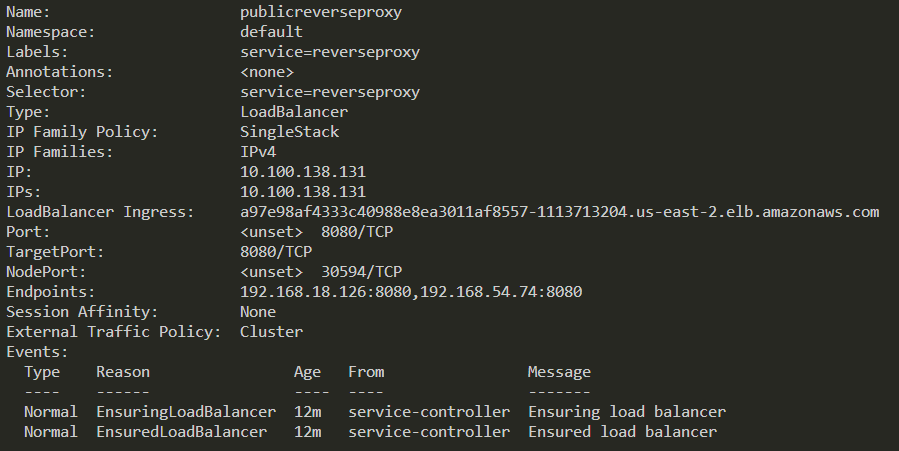 Name: publicreverseproxy
Namespace: default
Labels: service=reverseproxy
Annotations: <none>
Selector: service=reverseproxy
Type: LoadBalancer
IP Family Policy: SingleStack
IP Families: IPv4
IP: 10.100.138.131
IPs: 10.100.138.131
LoadBalancer Ingress: a97e98af4333c40988e8ea3011af8557-1113713204.us-east-2.elb.amazonaws.com
Port: <unset> 8080/TCP
TargetPort: 8080/TCP
NodePort: <unset> 30594/TCP
Endpoints: 192.168.18.126:8080,192.168.54.74:8080
Session Affinity: None
External Traffic Policy: Cluster
Events:
Type Reason Age From Message
---- ------ ---- ---- -------
Normal EnsuringLoadBalancer 12m service-controller Ensuring load balancer
Normal EnsuredLoadBalancer 12m service-controller Ensured load balancer